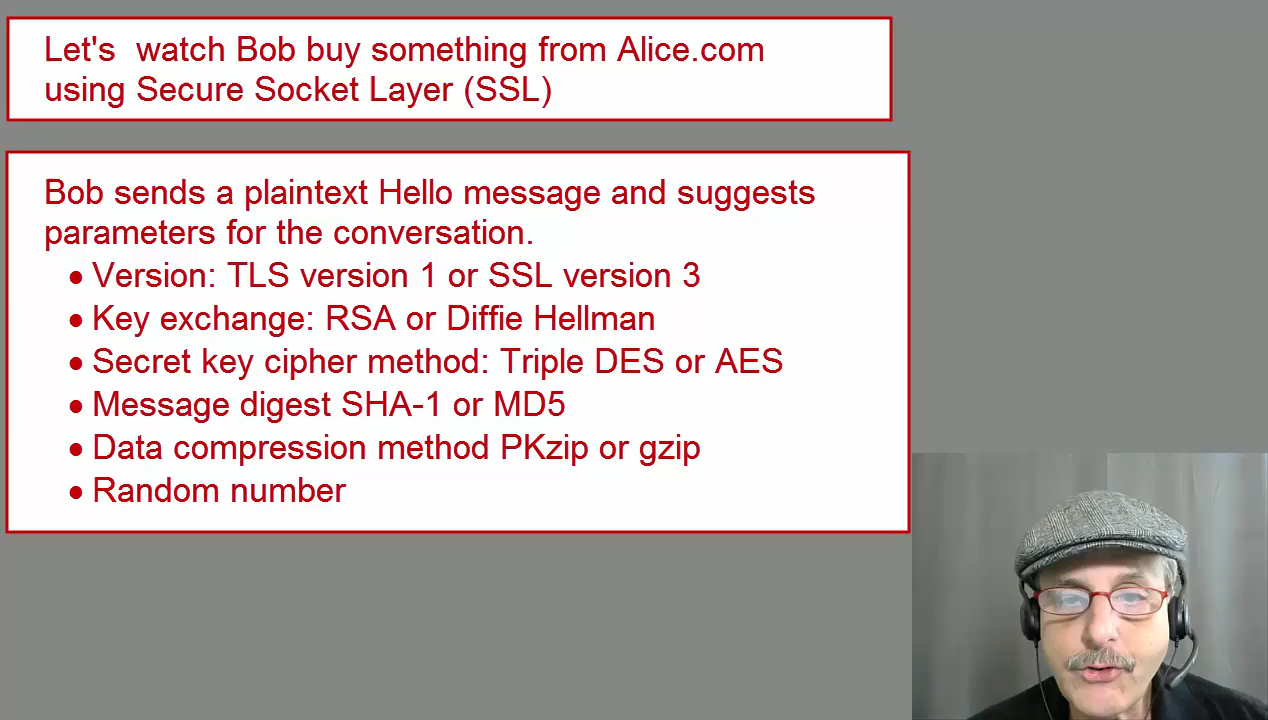 Let's  watch Bob buy something from Alice.com
using Secure Socket Layer (SSL)
Bob sends a plaintext Hello message and suggests
parameters for the conversation.
• Version: TLS version 1 or SSL version 3
• Key exchange: RSA or Diffie Hellman
• Secret key cipher method: Triple DES or AES
• Message digest SHA-1 or MD5
• Data compression method PKzip or gzip
• Random number